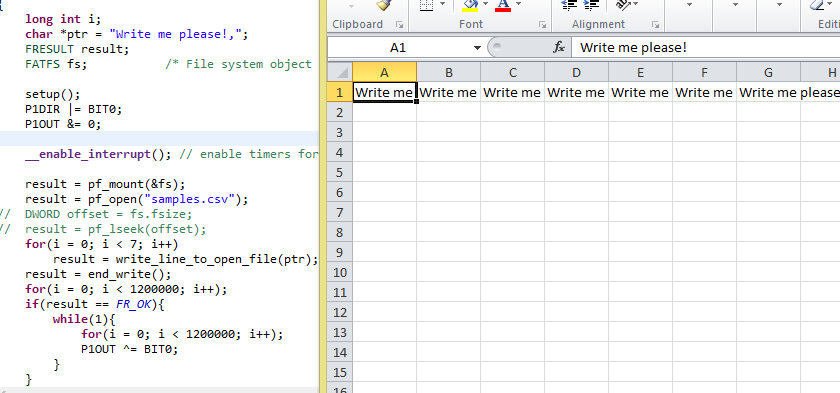 {
long int i;
char *ptr = "Write me please!,";
FRESULT result;
FATFS fs; /* File system object
setup();
P1DIR |= BIT0;
P1OUT &= 0;
__enable_interrupt(); // enable timers for
result = pf_mount(&fs);
result = pf_open("samples.csv");
// DWORD offset = fs.fsize;
// result = pf_lseek(offset);
for(i = 0; i < 7; i++)
result = write_line_to_open_file(ptr);
result = end_write();
for(i = 0; i < 1200000; i++);
if(result == FR_OK){
while(1){
for(i = 0; i < 1200000; i++);
P1OUT ^= BIT0;
}
}
Clipboard Font Alignment Editi
A1 fx Write me please!
A B C D E F G H
1 Write me Write me Write me Write me Write me Write me Write me please
2
3
4
5
6
7
8
9
10
11
12
13
14
15
16